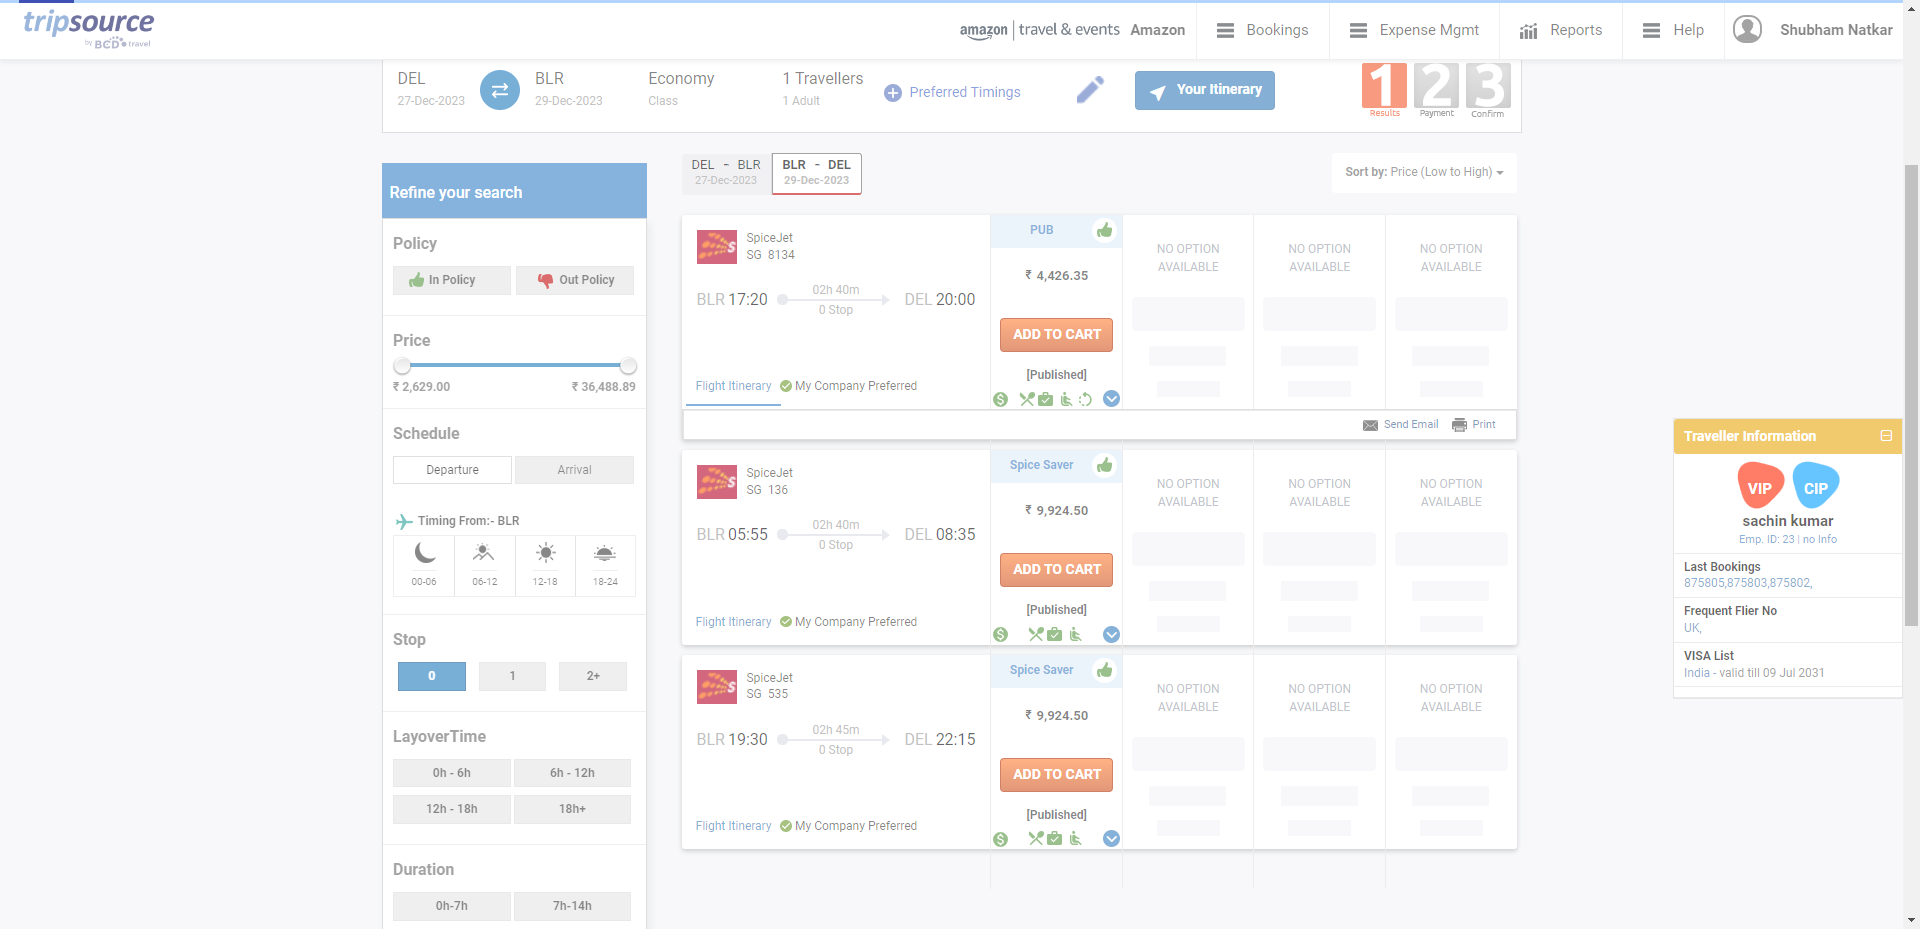 tripsource
by BCD travel
amazon | travel & events Amazon
Bookings
Expense Mgmt
Reports
Help
Shubham Natkar
DEL
27-Dec-2023
BLR
29-Dec-2023
Economy
Class
1 Travellers
1 Adult
Preferred Timings
Your Itinerary
1
Results
2
Payment
3
Confirm
Refine your search
Policy
In Policy
Out Policy
Price
₹ 2,629.00
₹ 36,488.89
Schedule
Departure
Arrival
Timing From:- BLR
00-06
06-12
12-18
18-24
Stop
0
1
2+
LayoverTime
0h - 6h
6h - 12h
12h - 18h
18h+
Duration
0h-7h
7h-14h
DEL - BLR
27-Dec-2023
BLR - DEL
29-Dec-2023
Sort by: Price (Low to High)
SpiceJet
SG 8134
BLR 17:20
02h 40m
0 Stop
DEL 20:00
Flight Itinerary
My Company Preferred
PUB
₹ 4,426.35
ADD TO CART
[Published]
NO OPTION
AVAILABLE
NO OPTION
AVAILABLE
NO OPTION
AVAILABLE
Send Email
Print
SpiceJet
SG 136
BLR 05:55
02h 40m
0 Stop
DEL 08:35
Flight Itinerary
My Company Preferred
Spice Saver
₹ 9,924.50
ADD TO CART
[Published]
NO OPTION
AVAILABLE
NO OPTION
AVAILABLE
NO OPTION
AVAILABLE
SpiceJet
SG 535
BLR 19:30
02h 45m
0 Stop
DEL 22:15
Flight Itinerary
My Company Preferred
Spice Saver
₹ 9,924.50
ADD TO CART
[Published]
NO OPTION
AVAILABLE
NO OPTION
AVAILABLE
NO OPTION
AVAILABLE
Traveller Information
VIP
CIP
sachin kumar
Emp. ID: 23 | no Info
Last Bookings
875805,875803,875802,
Frequent Flier No
UK,
VISA List
India - valid till 09 Jul 2031